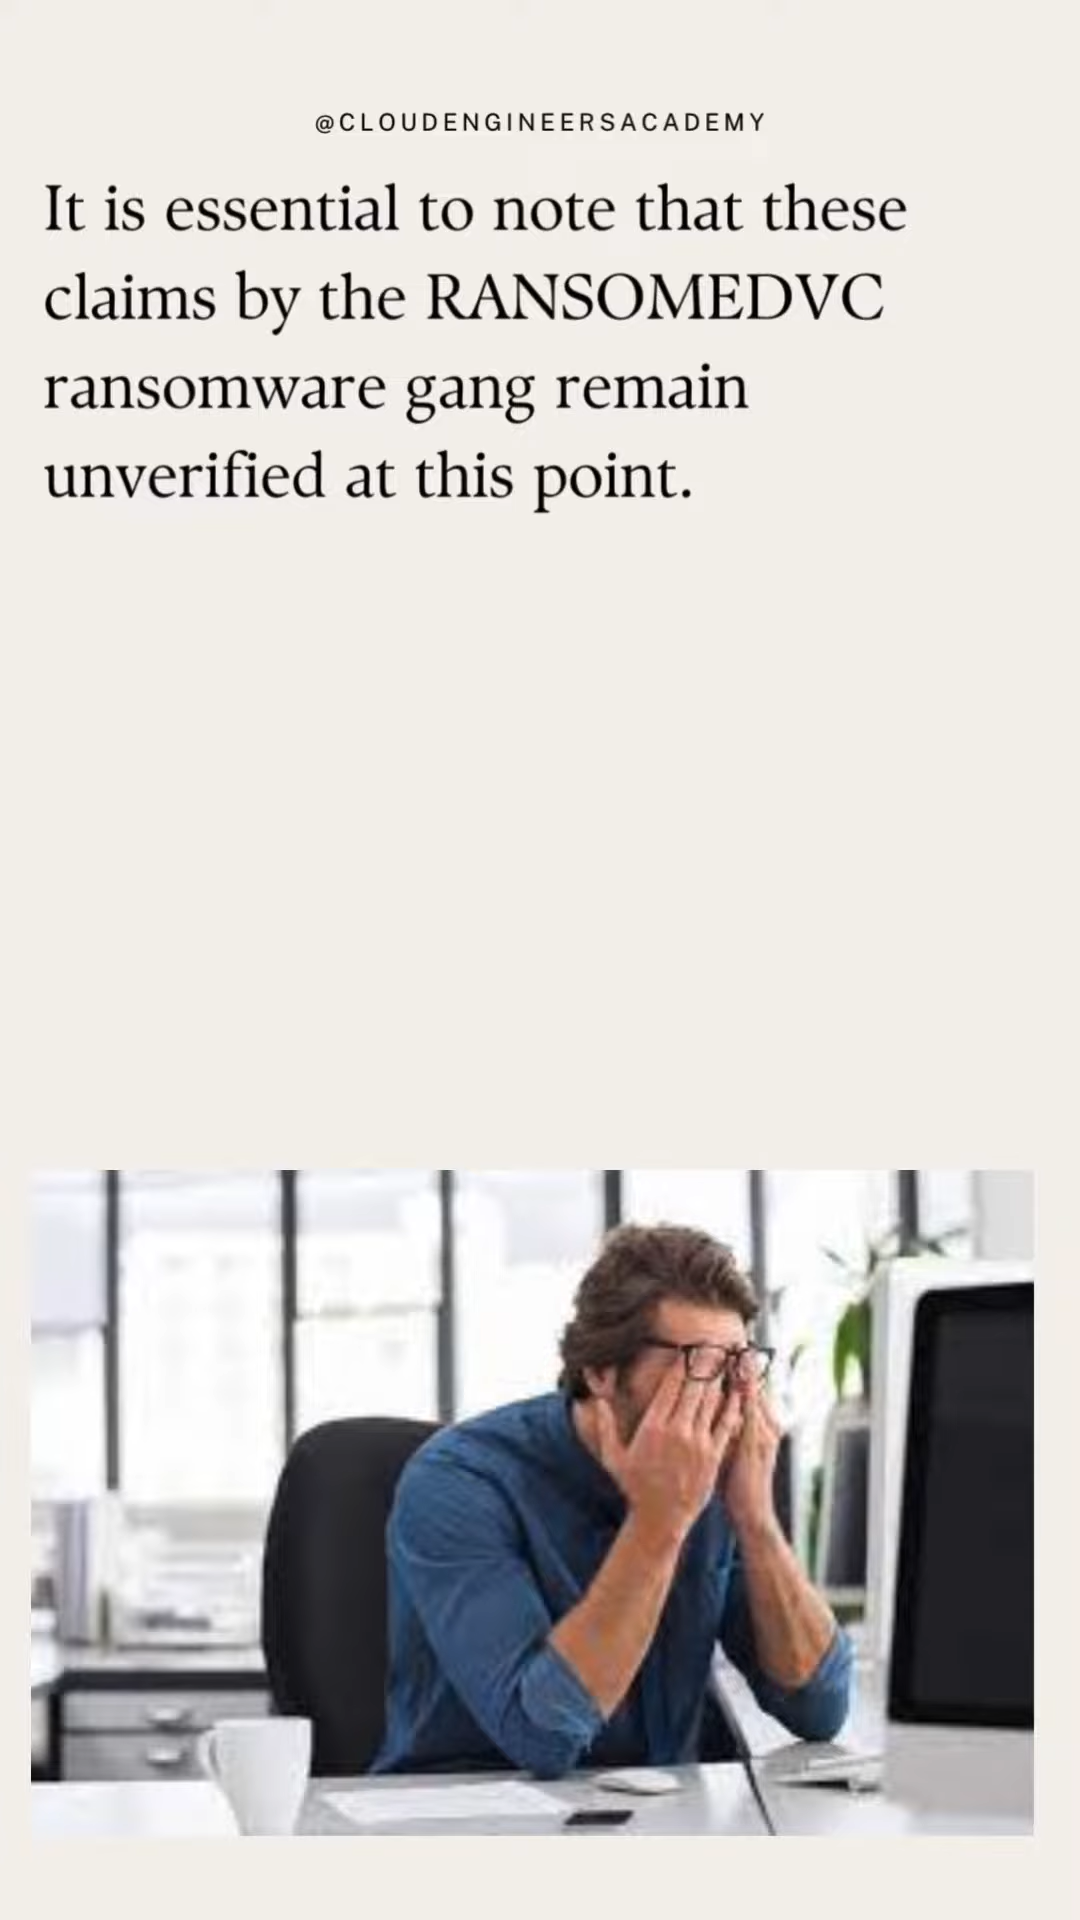 @CLOUDENGINEERSACADEMY
It is essential to note that these
claims by the RANSOMEDVC
ransomware gang remain
unverified at this point.